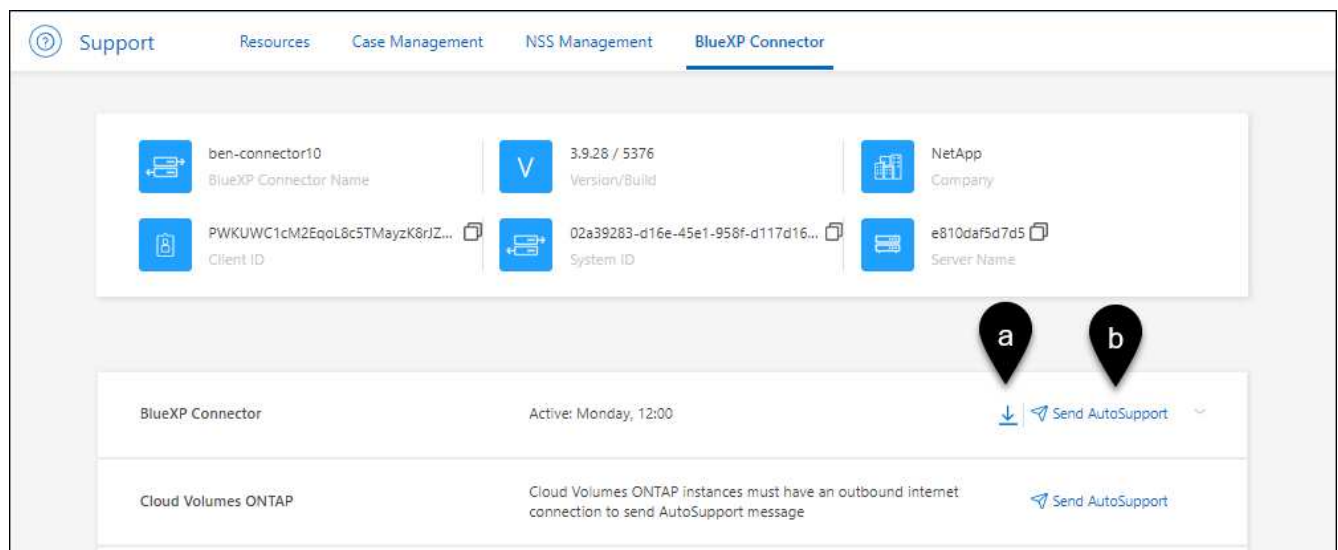 Support
Resources
Case Management
NSS Management
BlueXP Connector
ben-connector10
BlueXP Connector Name
V
3.9.28 / 5376
Version/Build
NetApp
Company
PWKUWC1cM2EqoL8c5TMayzK8rJZ...
Client ID
02a39283-d16e-45e1-958f-d117d16...
System ID
e810daf5d7d5
Server Name
a
b
BlueXP Connector
Active: Monday, 12:00
Send AutoSupport
Cloud Volumes ONTAP
Cloud Volumes ONTAP instances must have an outbound internet
connection to send AutoSupport message
Send AutoSupport